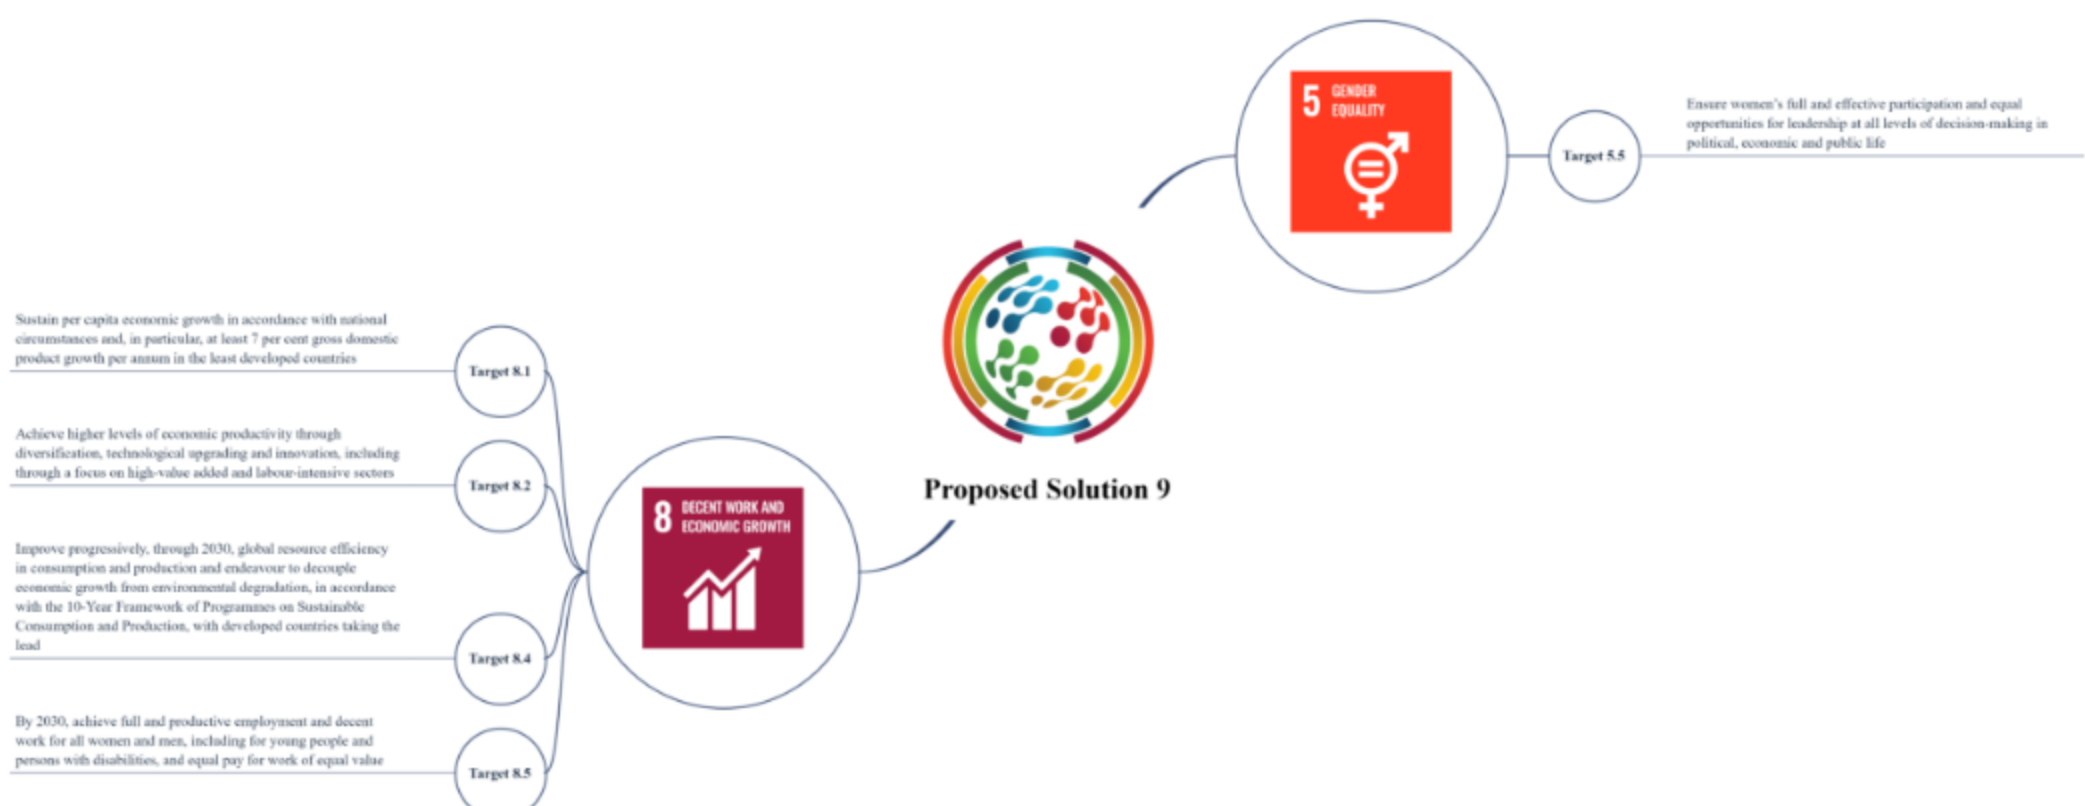 5 GENDER
EQUALITY
Target 5.5
Ensure women's full and effective participation and equal
opportunities for leadership at all levels of decision-making in
political, economic and public life
Proposed Solution 9
8 DECENT WORK AND
ECONOMIC GROWTH
Sustain per capita economic growth in accordance with national
circumstances and, in particular, at least 7 per cent gross domestic
product growth per annum in the least developed countries
Target 8.1
Achieve higher levels of economic productivity through
diversification, technological upgrading and innovation, including
through a focus on high-value added and labour-intensive sectors
Target 8.2
Improve progressively, through 2030, global resource efficiency
in consumption and production and endeavour to decouple
economic growth from environmental degradation, in accordance
with the 10-Year Framework of Programmes on Sustainable
Consumption and Production, with developed countries taking the
lead
Target 8.4
By 2030, achieve full and productive employment and decent
work for all women and men, including for young people and
persons with disabilities, and equal pay for work of equal value
Target 8.5